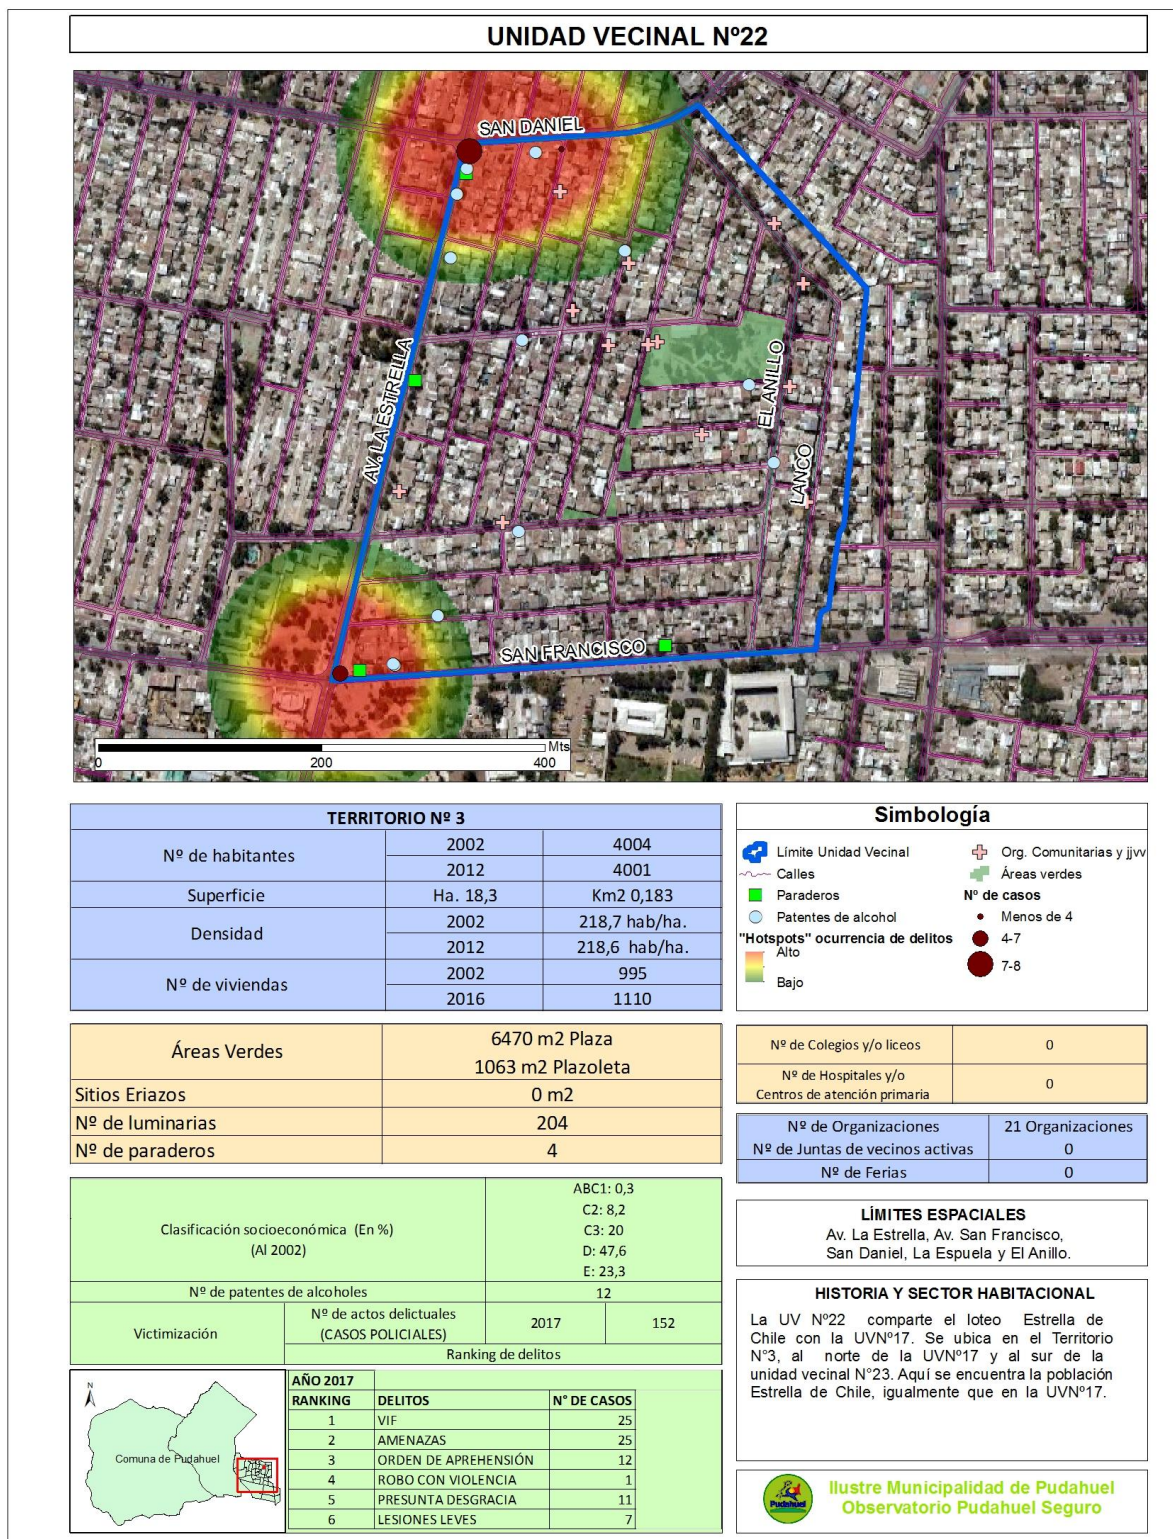 UNIDAD VECINAL Nº22
SAN DANIEL
AV. LA ESTRELLA
EL ANILLO
LANCO
SAN FRANCISCO
Mts
0 200 400
TERRITORIO Nº 3
Nº de habitantes 2002 4004
2012 4001
Superficie Ha. 18,3 Km2 0,183
Densidad 2002 218,7 hab/ha.
2012 218,6 hab/ha.
Nº de viviendas 2002 995
2016 1110
Simbología
Límite Unidad Vecinal
Calles
Paraderos
Patentes de alcohol
"Hotspots" ocurrencia de delitos
Alto
Bajo
Org. Comunitarias y jjvv
Áreas verdes
Nº de casos
Menos de 4
4-7
7-8
Áreas Verdes 6470 m2 Plaza
1063 m2 Plazoleta
Sitios Eriazos 0 m2
Nº de luminarias 204
Nº de paraderos 4
Nº de Colegios y/o liceos 0
Nº de Hospitales y/o
Centros de atención primaria 0
Nº de Organizaciones 21 Organizaciones
Nº de Juntas de vecinos activas 0
Nº de Ferias 0
Clasificación socioeconómica (En %)
(Al 2002)
ABC1: 0,3
C2: 8,2
C3: 20
D: 47,6
E: 23,3
Nº de patentes de alcoholes 12
Victimización
Nº de actos delictuales
(CASOS POLICIALES) 2017 152
Ranking de delitos
LÍMITES ESPACIALES
Av. La Estrella, Av. San Francisco,
San Daniel, La Espuela y El Anillo.
HISTORIA Y SECTOR HABITACIONAL
La UV Nº22 comparte el loteo Estrella de
Chile con la UVNº17. Se ubica en el Territorio
N°3, al norte de la UVNº17 y al sur de la
unidad vecinal N°23. Aquí se encuentra la población
Estrella de Chile, igualmente que en la UVNº17.
N
Comuna de Pudahuel
AÑO 2017
RANKING DELITOS N° DE CASOS
1 VIF 25
2 AMENAZAS 25
3 ORDEN DE APREHENSIÓN 12
4 ROBO CON VIOLENCIA 1
5 PRESUNTA DESGRACIA 11
6 LESIONES LEVES 7
Pudahuel
Ilustre Municipalidad de Pudahuel
Observatorio Pudahuel Seguro